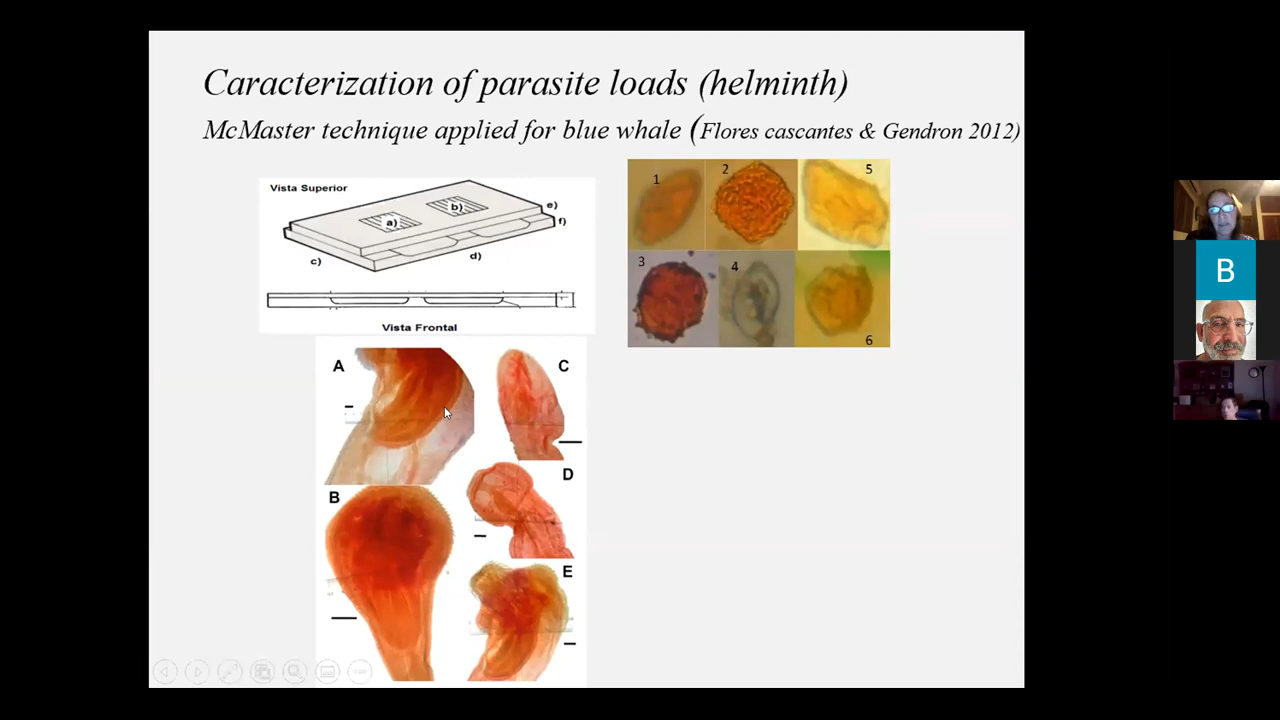 Caracterization of parasite loads (helminth)
McMaster technique applied for blue whale (Flores cascantes & Gendron 2012)
Vista Superior
a)
b)
e)
f)
c)
d)
Vista Frontal
1
2
5
3
4
6
A
C
B
D
E
B